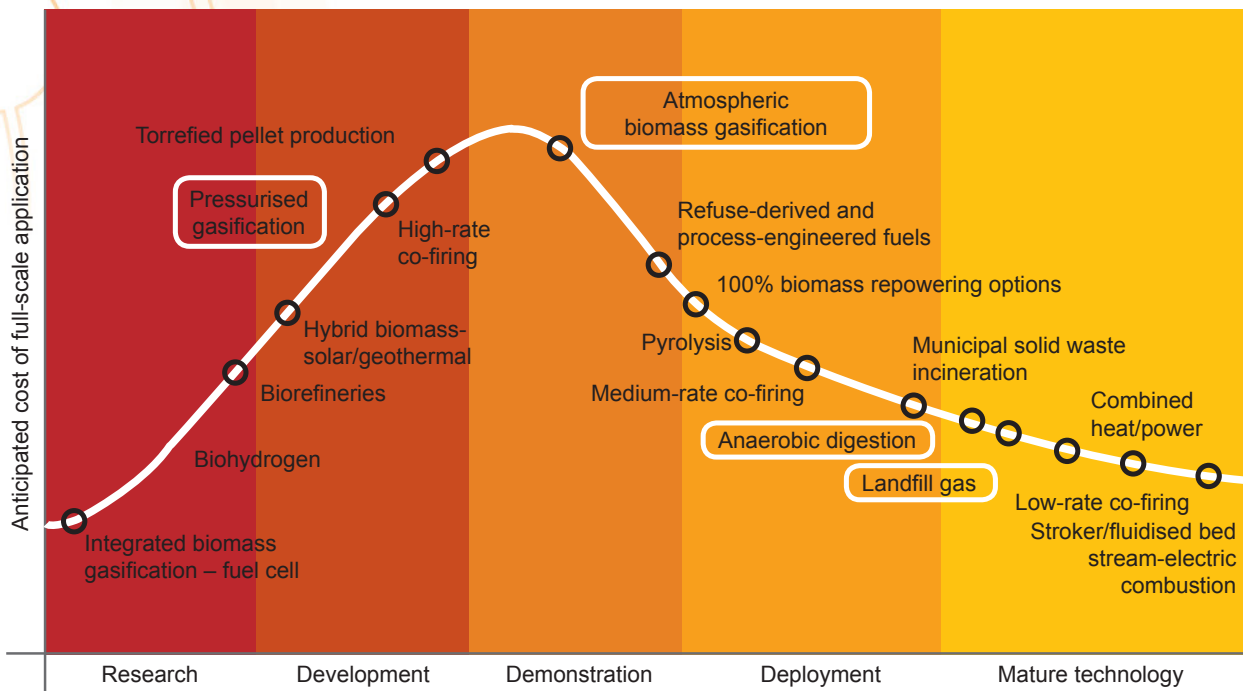 Anticipated cost of full-scale application
Atmospheric
biomass gasification
Torrefied pellet production
Pressurised
gasification
High-rate
co-firing
Refuse-derived and
process-engineered fuels
100% biomass repowering options
Hybrid biomass-
solar/geothermal
Pyrolysis
Municipal solid waste
incineration
Biorefineries
Medium-rate co-firing
Combined
heat/power
Anaerobic digestion
Biohydrogen
Landfill gas
Low-rate co-firing
Integrated biomass
gasification – fuel cell
Stroker/fluidised bed
stream-electric
combustion
Research
Development
Demonstration
Deployment
Mature technology